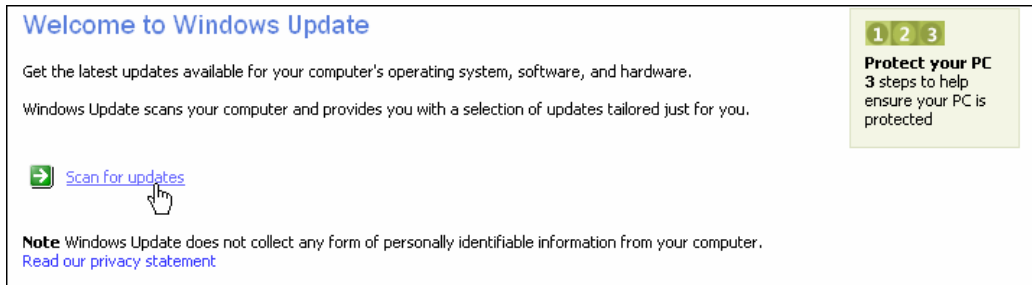 Welcome to Windows Update
Get the latest updates available for your computer's operating system, software, and hardware.
Windows Update scans your computer and provides you with a selection of updates tailored just for you.
Scan for updates
Note Windows Update does not collect any form of personally identifiable information from your computer.
Read our privacy statement
1 2 3
Protect your PC
3 steps to help
ensure your PC is
protected